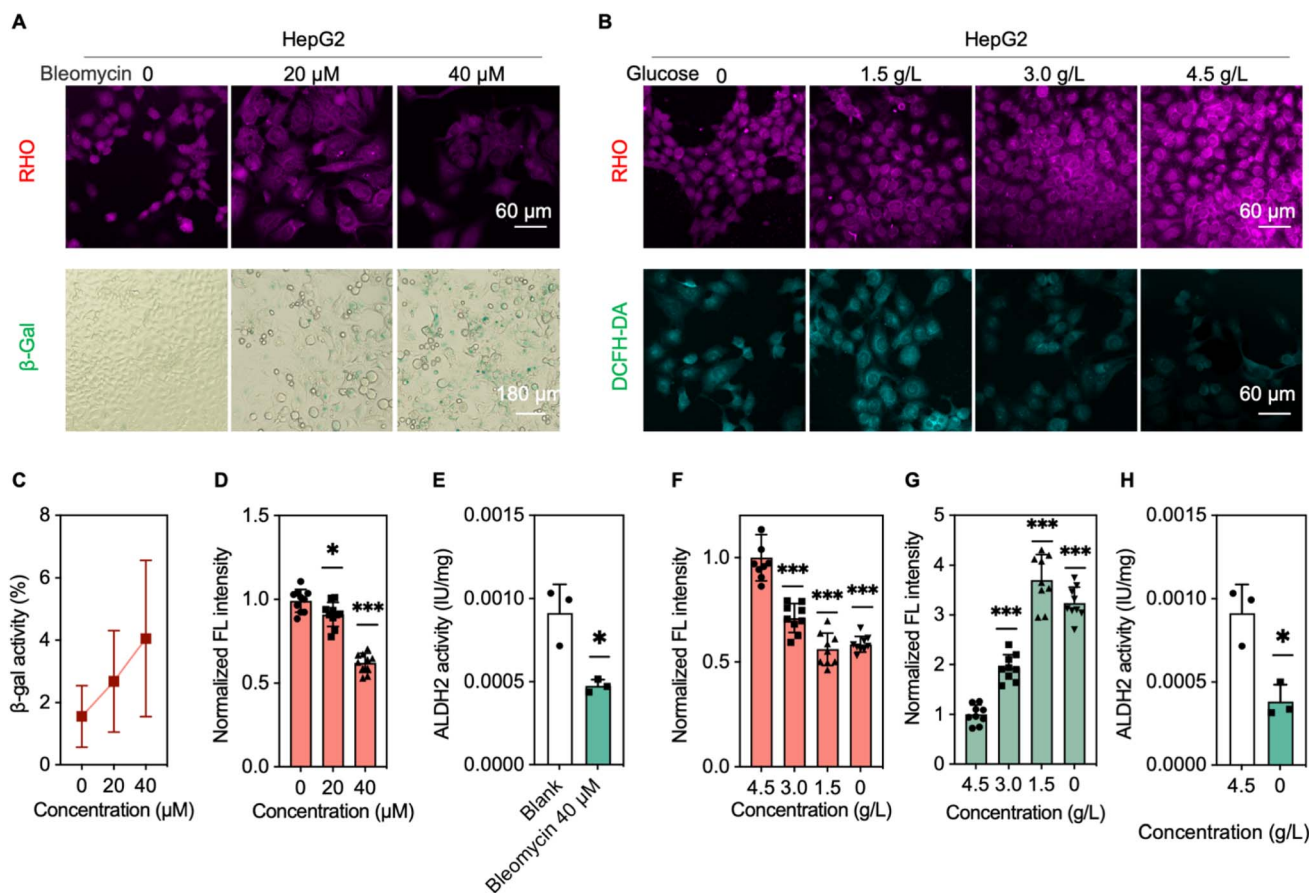 A
HepG2
Bleomycin 0 20 µM 40 µM
RHO
60 µm
β-Gal
180 µm
B
HepG2
Glucose 0 1.5 g/L 3.0 g/L 4.5 g/L
RHO
60 µm
DCFH-DA
60 µm
C
β-gal activity (%)
8
6
4
2
0
0 20 40
Concentration (µM)
D
Normalized FL intensity
1.5
1.0
0.5
0.0
*
***
0 20 40
Concentration (µM)
E
ALDH2 activity (IU/mg)
0.0015
0.0010
0.0005
0.0000
*
Blank
Bleomycin 40 µM
F
Normalized FL intensity
1.0
0.5
0.0
***
***
***
4.5 3.0 1.5 0
Concentration (g/L)
G
Normalized FL intensity
5
4
3
2
1
0
***
***
***
4.5 3.0 1.5 0
Concentration (g/L)
H
ALDH2 activity (IU/mg)
0.0015
0.0010
0.0005
0.0000
*
4.5 0
Concentration (g/L)